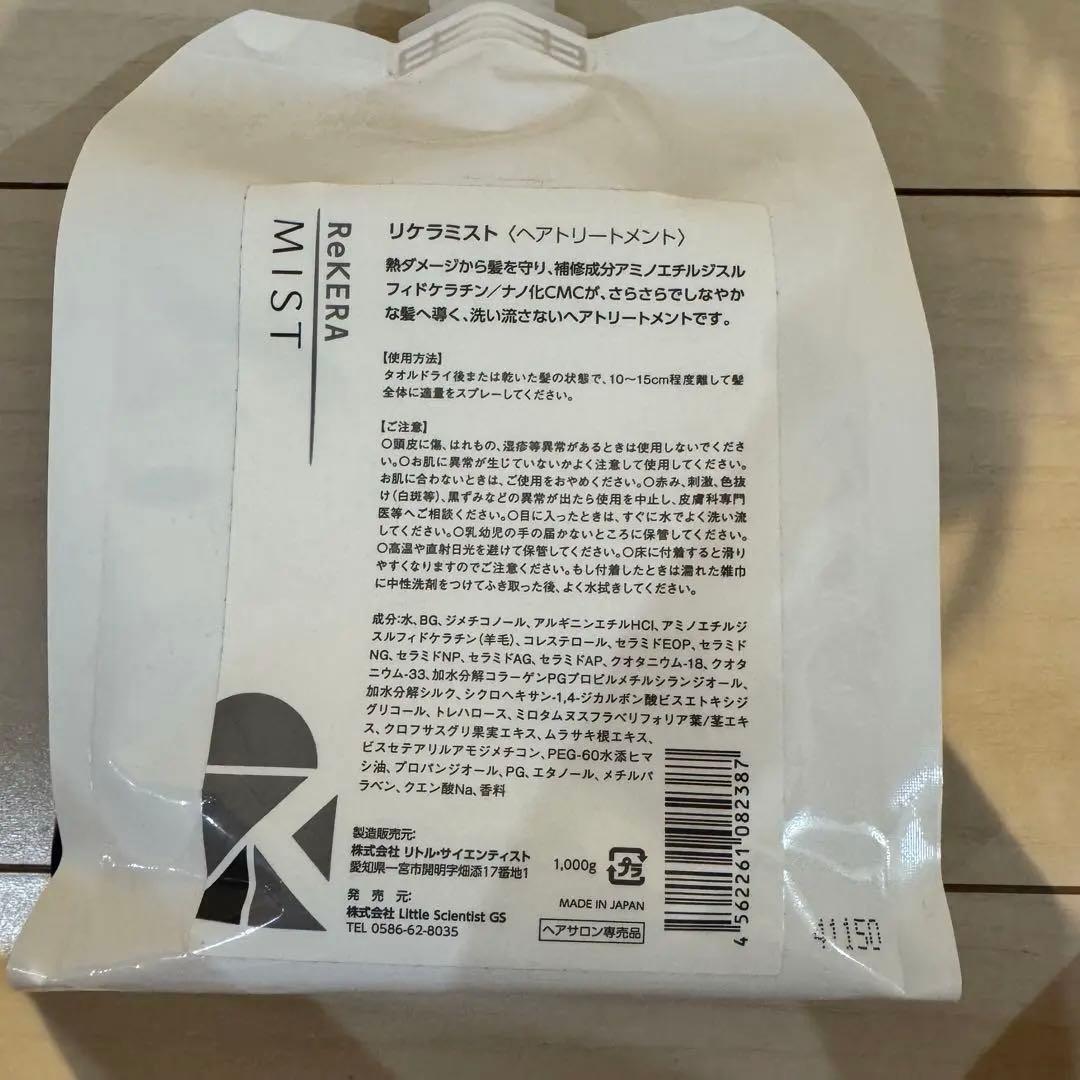 ReKERA
MIST
リケラミスト〈ヘアトリートメント〉
熱ダメージから髪を守り、補修成分アミノエチルジスル
フィドケラチン／ナノ化CMCが、さらさらでしなやか
な髪へ導く、洗い流さないヘアトリートメントです。
【使用方法】
タオルドライ後または乾いた髪の状態で、10〜15cm程度離して髪
全体に適量をスプレーしてください。
【ご注意】
○頭皮に傷、はれもの、湿疹等異常があるときは使用しないでくださ
い。○お肌に異常が生じていないかよく注意して使用してください。
お肌に合わないときは、ご使用をおやめください。○赤み、刺激、色抜
け(白斑等)、黒ずみなどの異常が出たら使用を中止し、皮膚科専門
医等へご相談ください。○目に入ったときは、すぐに水でよく洗い流
してください。○乳幼児の手の届かないところに保管してください。
○高温や直射日光を避けて保管してください。○床に付着すると滑り
やすくなりますのでご注意ください。もし付着したときは濡れた雑巾
に中性洗剤をつけてふき取った後、よく水拭きしてください。
成分:水、BG、ジメチコノール、アルギニンエチルHCl、アミノエチルジ
スルフィドケラチン(羊毛)、コレステロール、セラミドEOP、セラミド
NG、セラミドNP、セラミドAG、セラミドAP、クオタニウム-18、クオタ
ニウム-33、加水分解コラーゲンPGプロピルメチルシランジオール、
加水分解シルク、シクロヘキサン-1,4-ジカルボン酸ビスエトキシジ
グリコール、トレハロース、ミロタムヌスフラベリフォリア葉/茎エキ
ス、クロフサスグリ果実エキス、ムラサキ根エキス、
ビスセテアリルアモジメチコン、PEG-60水添ヒマ
シ油、プロパンジオール、PG、エタノール、メチルパ
ラベン、クエン酸Na、香料
製造販売元:
株式会社 リトル・サイエンティスト
愛知県一宮市開明字畑添17番地1
発 売 元:
株式会社 Little Scientist GS
TEL 0586-62-8035
1,000g
プラ
MADE IN JAPAN
ヘアサロン専売品
4 562261 082387
41150